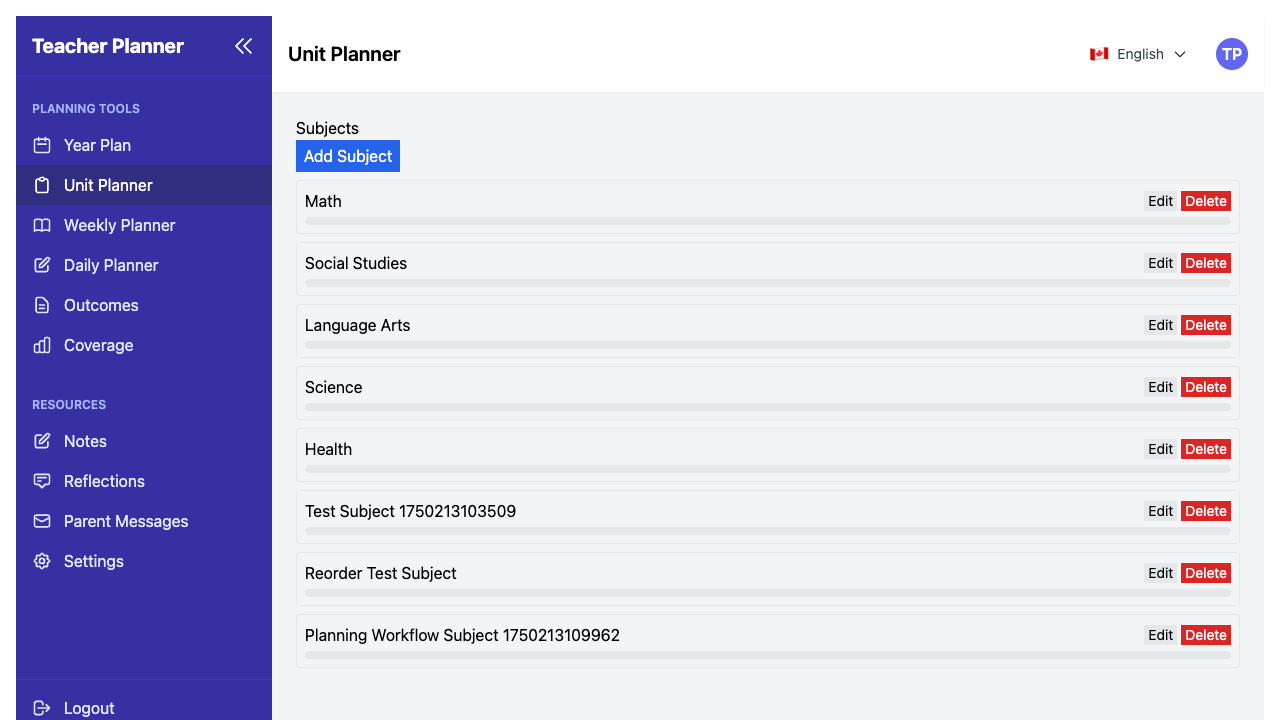 Teacher Planner
PLANNING TOOLS
Year Plan
Unit Planner
Weekly Planner
Daily Planner
Outcomes
Coverage
RESOURCES
Notes
Reflections
Parent Messages
Settings
Logout
Unit Planner
English
TP
Subjects
Add Subject
Math Edit Delete
Social Studies Edit Delete
Language Arts Edit Delete
Science Edit Delete
Health Edit Delete
Test Subject 1750213103509 Edit Delete
Reorder Test Subject Edit Delete
Planning Workflow Subject 1750213109962 Edit Delete